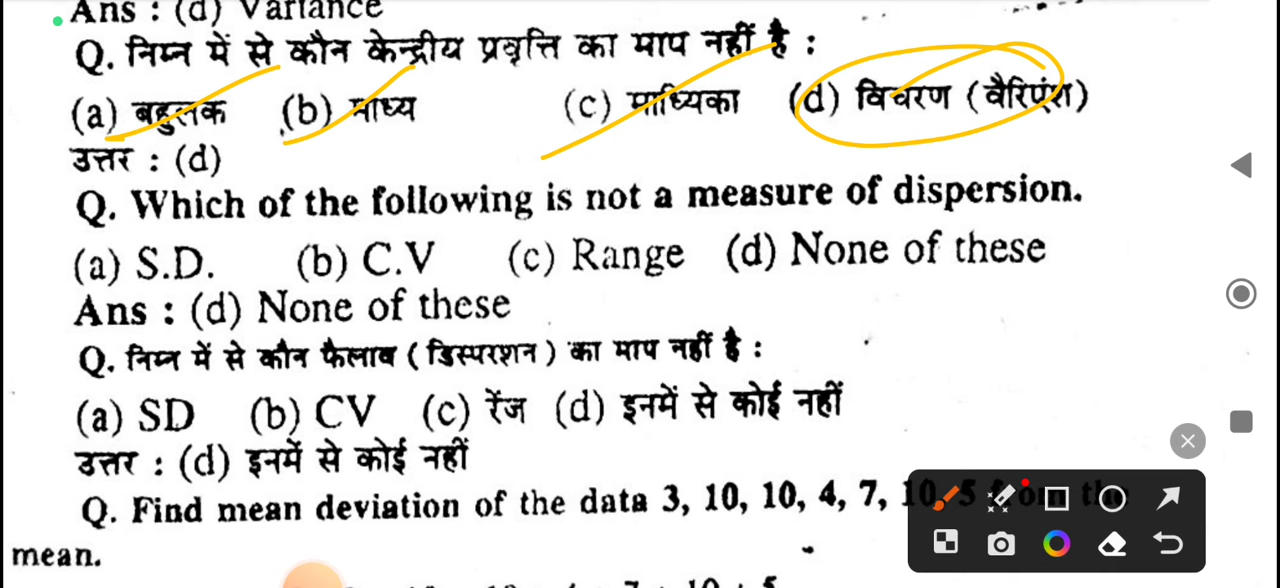 Ans : (d) Variance
Q. निम्न में से कौन केन्द्रीय प्रवृत्ति का माप नहीं है :
(a) बहुलक (b) माध्य (c) माध्यिका (d) विचरण (वैरिएंश)
उत्तर : (d)
Q. Which of the following is not a measure of dispersion.
(a) S.D. (b) C.V (c) Range (d) None of these
Ans : (d) None of these
Q. निम्न में से कौन फैलाव (डिस्परशन) का माप नहीं है :
(a) SD (b) CV (c) रेंज (d) इनमें से कोई नहीं
उत्तर : (d) इनमें से कोई नहीं
Q. Find mean deviation of the data 3, 10, 10, 4, 7, 10, 5 from the
mean.